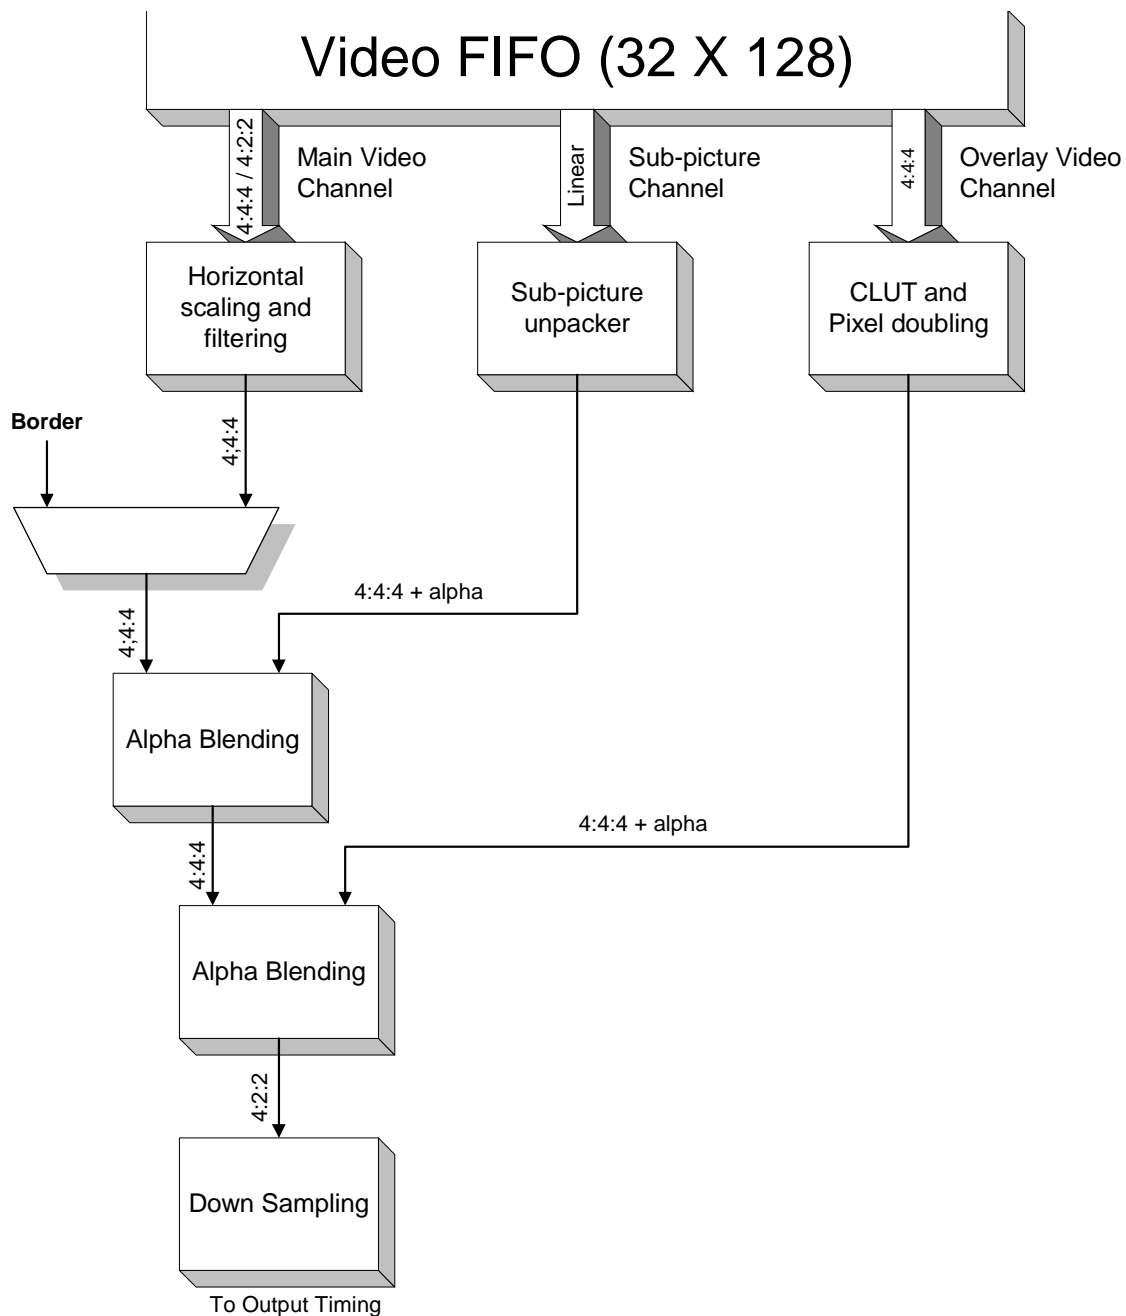 Video FIFO (32 X 128)
4:4:4 / 4:2:2
Main Video
Channel
Linear
Sub-picture
Channel
4:4:4
Overlay Video
Channel
Horizontal
scaling and
filtering
Sub-picture
unpacker
CLUT and
Pixel doubling
Border
4;4:4
4;4:4
4:4:4 + alpha
Alpha Blending
4:4:4
4:4:4 + alpha
Alpha Blending
4:2:2
Down Sampling
To Output Timing